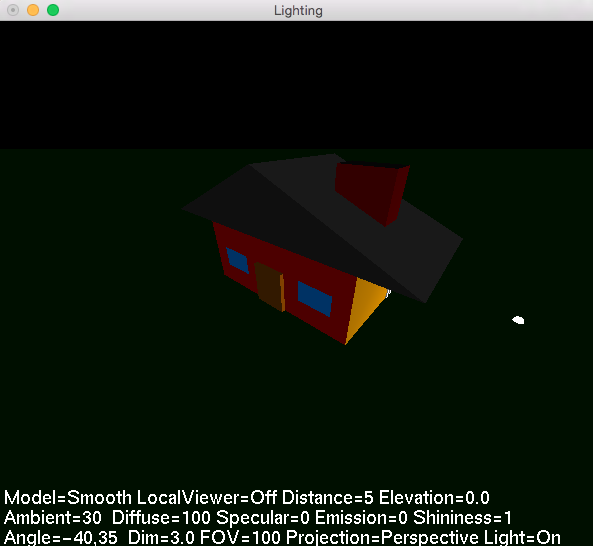 Lighting
Model=Smooth LocalViewer=Off Distance=5 Elevation=0.0
Ambient=30  Diffuse=100 Specular=0 Emission=0 Shininess=1
Angle=−40,35  Dim=3.0 FOV=100 Projection=Perspective Light=On